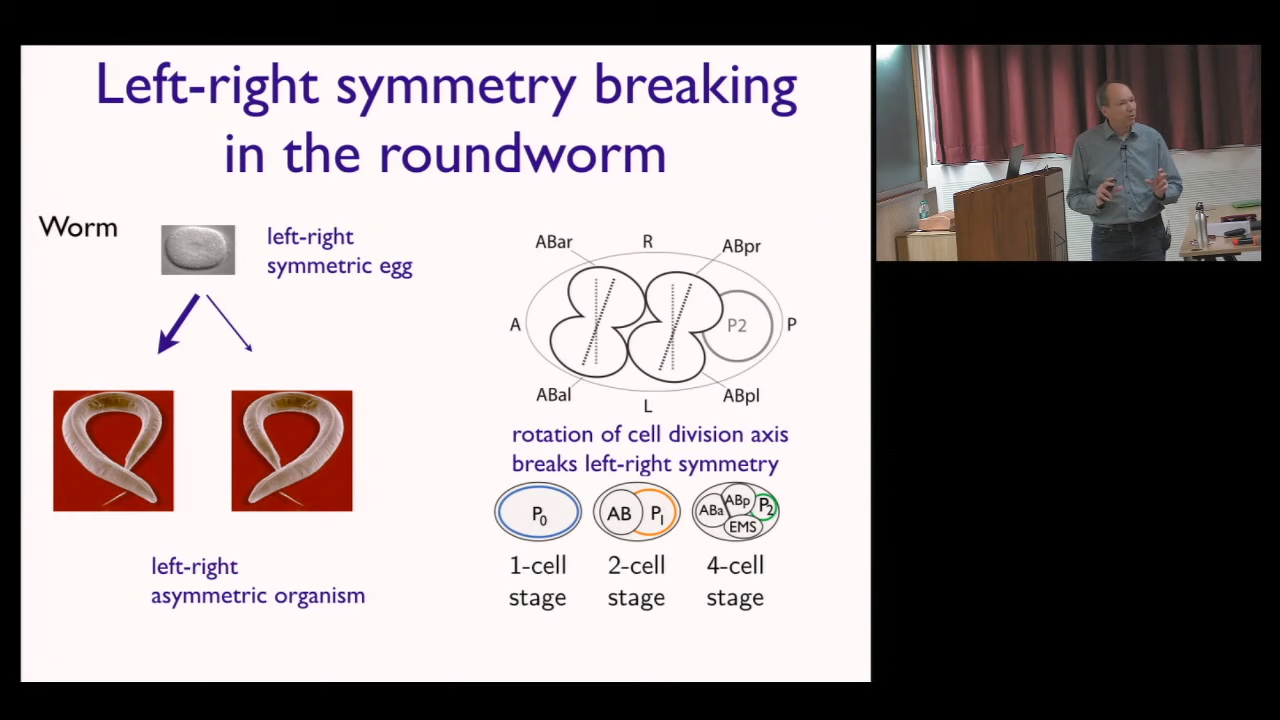 Left-right symmetry breaking
in the roundworm
Worm
left-right
symmetric egg
left-right
asymmetric organism
ABar
R
ABpr
A
P2
P
ABal
L
ABpl
rotation of cell division axis
breaks left-right symmetry
P0
AB
P1
ABa
ABp
P2
EMS
1-cell
stage
2-cell
stage
4-cell
stage